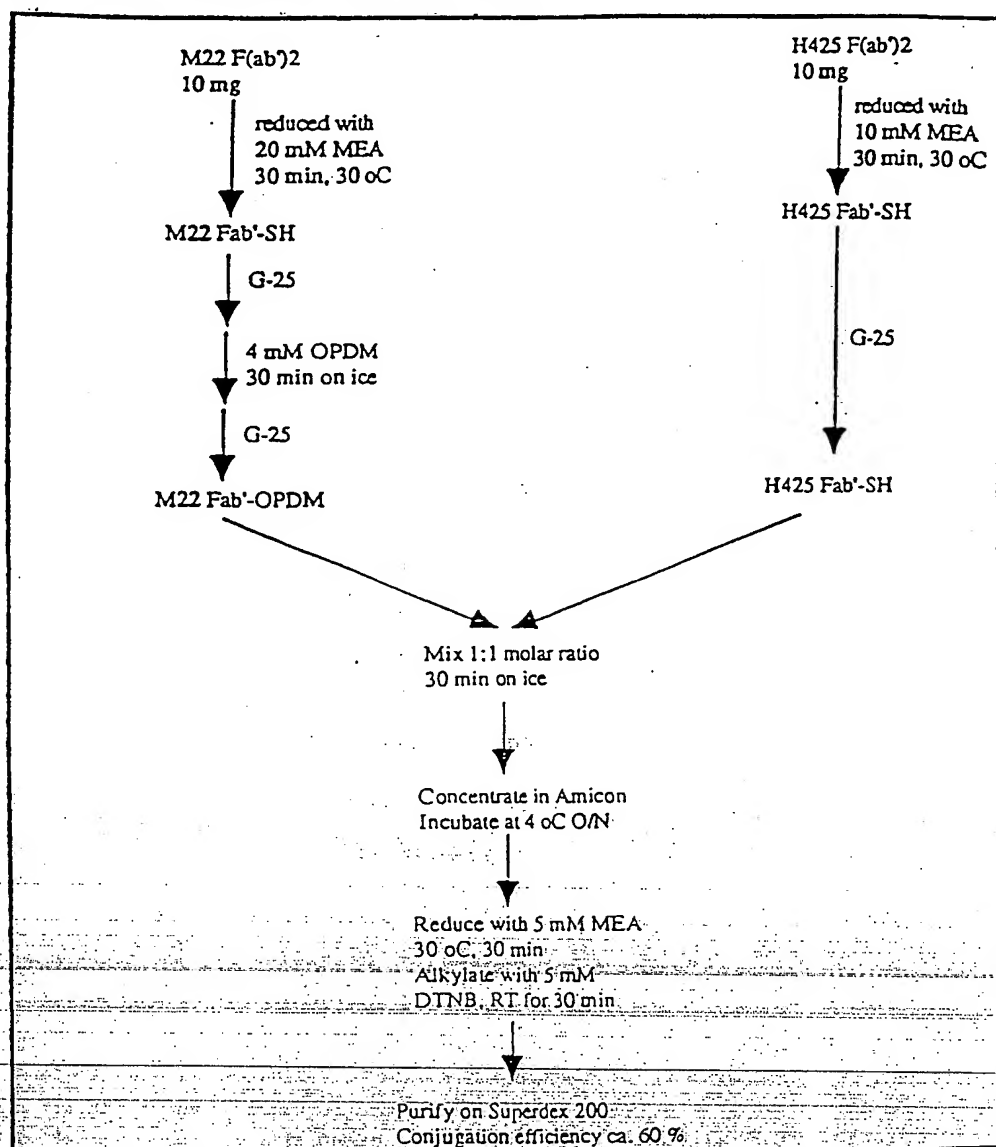 M22 F(ab')2
10 mg
reduced with
20 mM MEA
30 min, 30 oC
M22 Fab'-SH
G-25
4 mM OPDM
30 min on ice
G-25
M22 Fab'-OPDM
H425 F(ab')2
10 mg
reduced with
10 mM MEA
30 min, 30 oC
H425 Fab'-SH
G-25
H425 Fab'-SH
Mix 1:1 molar ratio
30 min on ice
Concentrate in Amicon
Incubate at 4 oC O/N
Reduce with 5 mM MEA
30 oC, 30 min
Alkylate with 5 mM
DTNB, RT for 30 min
Purify on Superdex 200
Conjugation efficiency ca. 60 %